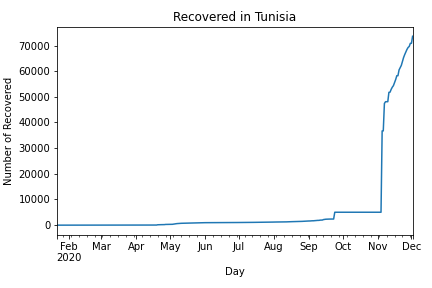 Recovered in Tunisia
Number of Recovered
70000
60000
50000
40000
30000
20000
10000
0
Feb Mar Apr May Jun Jul Aug Sep Oct Nov Dec
2020
Day